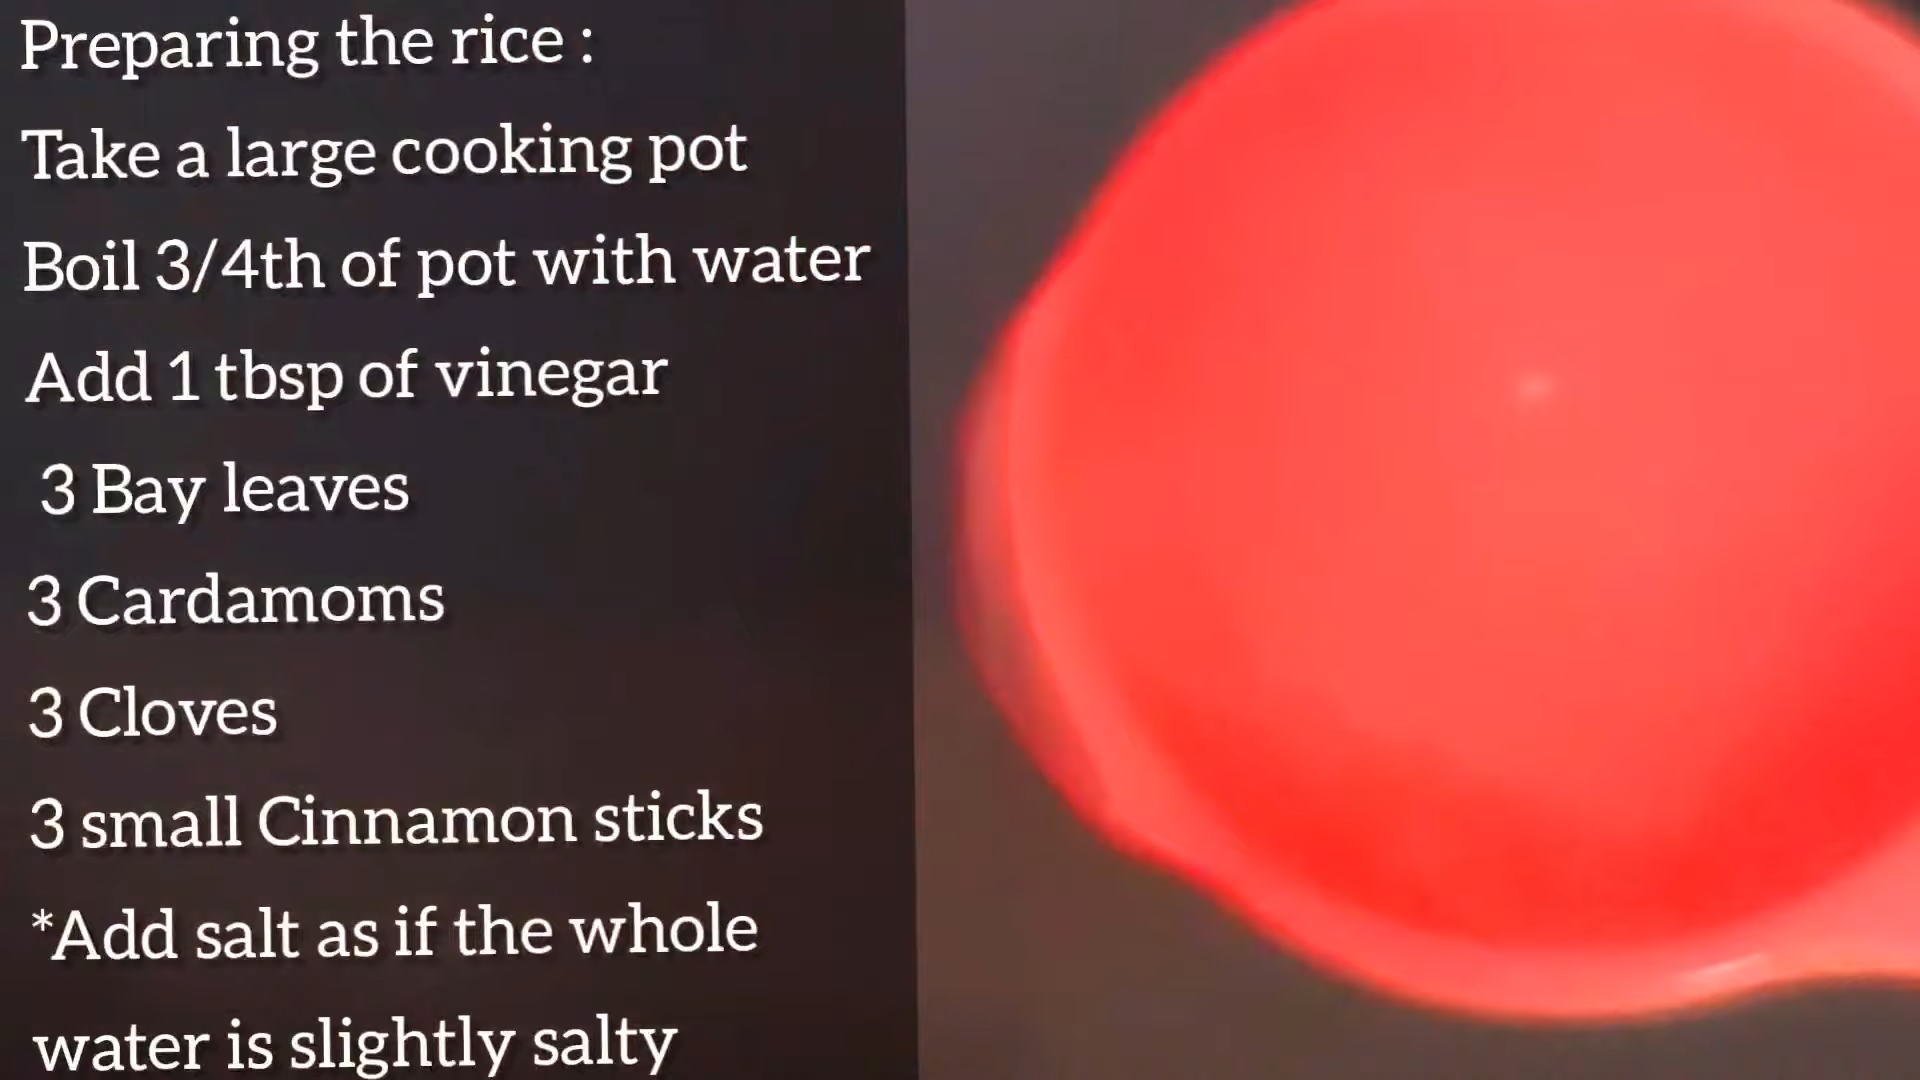 Preparing the rice :
Take a large cooking pot
Boil 3/4th of pot with water
Add 1 tbsp of vinegar
3 Bay leaves
3 Cardamoms
3 Cloves
3 small Cinnamon sticks
*Add salt as if the whole
water is slightly salty